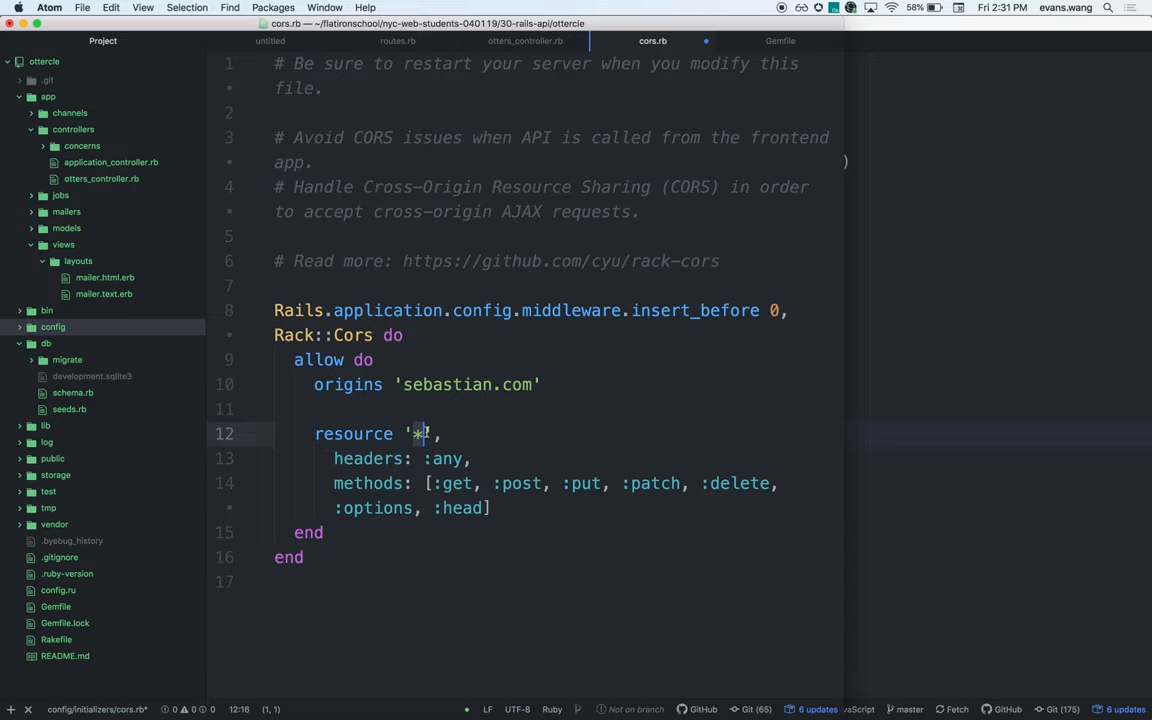 Atom File Edit View Selection Find Packages Window Help 58% Fri 2:31 PM evans.wang
cors.rb — ~/flatironschool/nyc-web-students-040119/30-rails-api/ottercle
Project untitled routes.rb otters_controller.rb cors.rb Gemfile
ottercle
.git
app
channels
controllers
concerns
application_controller.rb
otters_controller.rb
jobs
mailers
models
views
layouts
mailer.html.erb
mailer.text.erb
bin
config
db
migrate
development.sqlite3
schema.rb
seeds.rb
lib
log
public
storage
test
tmp
vendor
.byebug_history
.gitignore
.ruby-version
config.ru
Gemfile
Gemfile.lock
Rakefile
README.md
1 # Be sure to restart your server when you modify this
• file.
2
3 # Avoid CORS issues when API is called from the frontend
• app.
)
4 # Handle Cross-Origin Resource Sharing (CORS) in order
• to accept cross-origin AJAX requests.
5
6 # Read more: https://github.com/cyu/rack-cors
7
8 Rails.application.config.middleware.insert_before 0,
• Rack::Cors do
9 allow do
10 origins 'sebastian.com'
11
12 resource '*',
13 headers: :any,
14 methods: [:get, :post, :put, :patch, :delete,
• :options, :head]
15 end
16 end
17
config/initializers/cors.rb* 0 0 0 12:16 (1, 1) LF UTF-8 Ruby Not on branch GitHub Git (65) 6 updates vaScript master Fetch GitHub Git (175) 6 updates